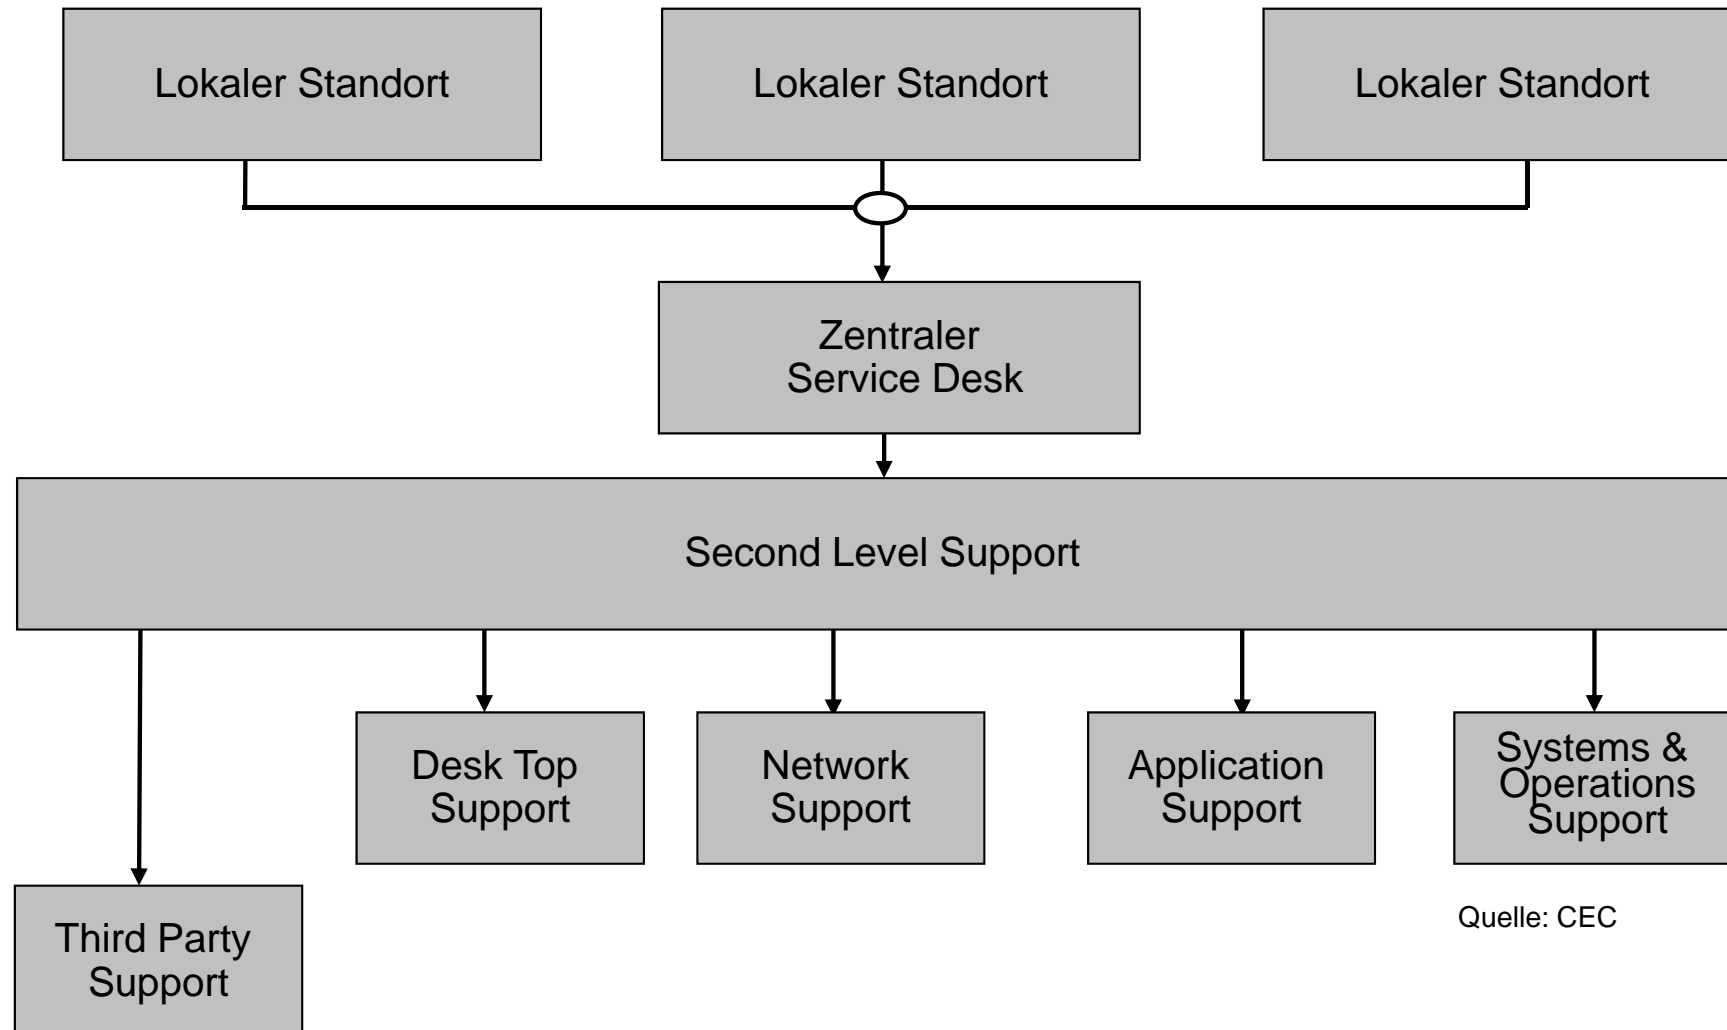 Lokaler Standort
Lokaler Standort
Lokaler Standort
Zentraler
Service Desk
Second Level Support
Desk Top
Support
Network
Support
Application
Support
Systems &
Operations
Support
Third Party
Support
Quelle: CEC